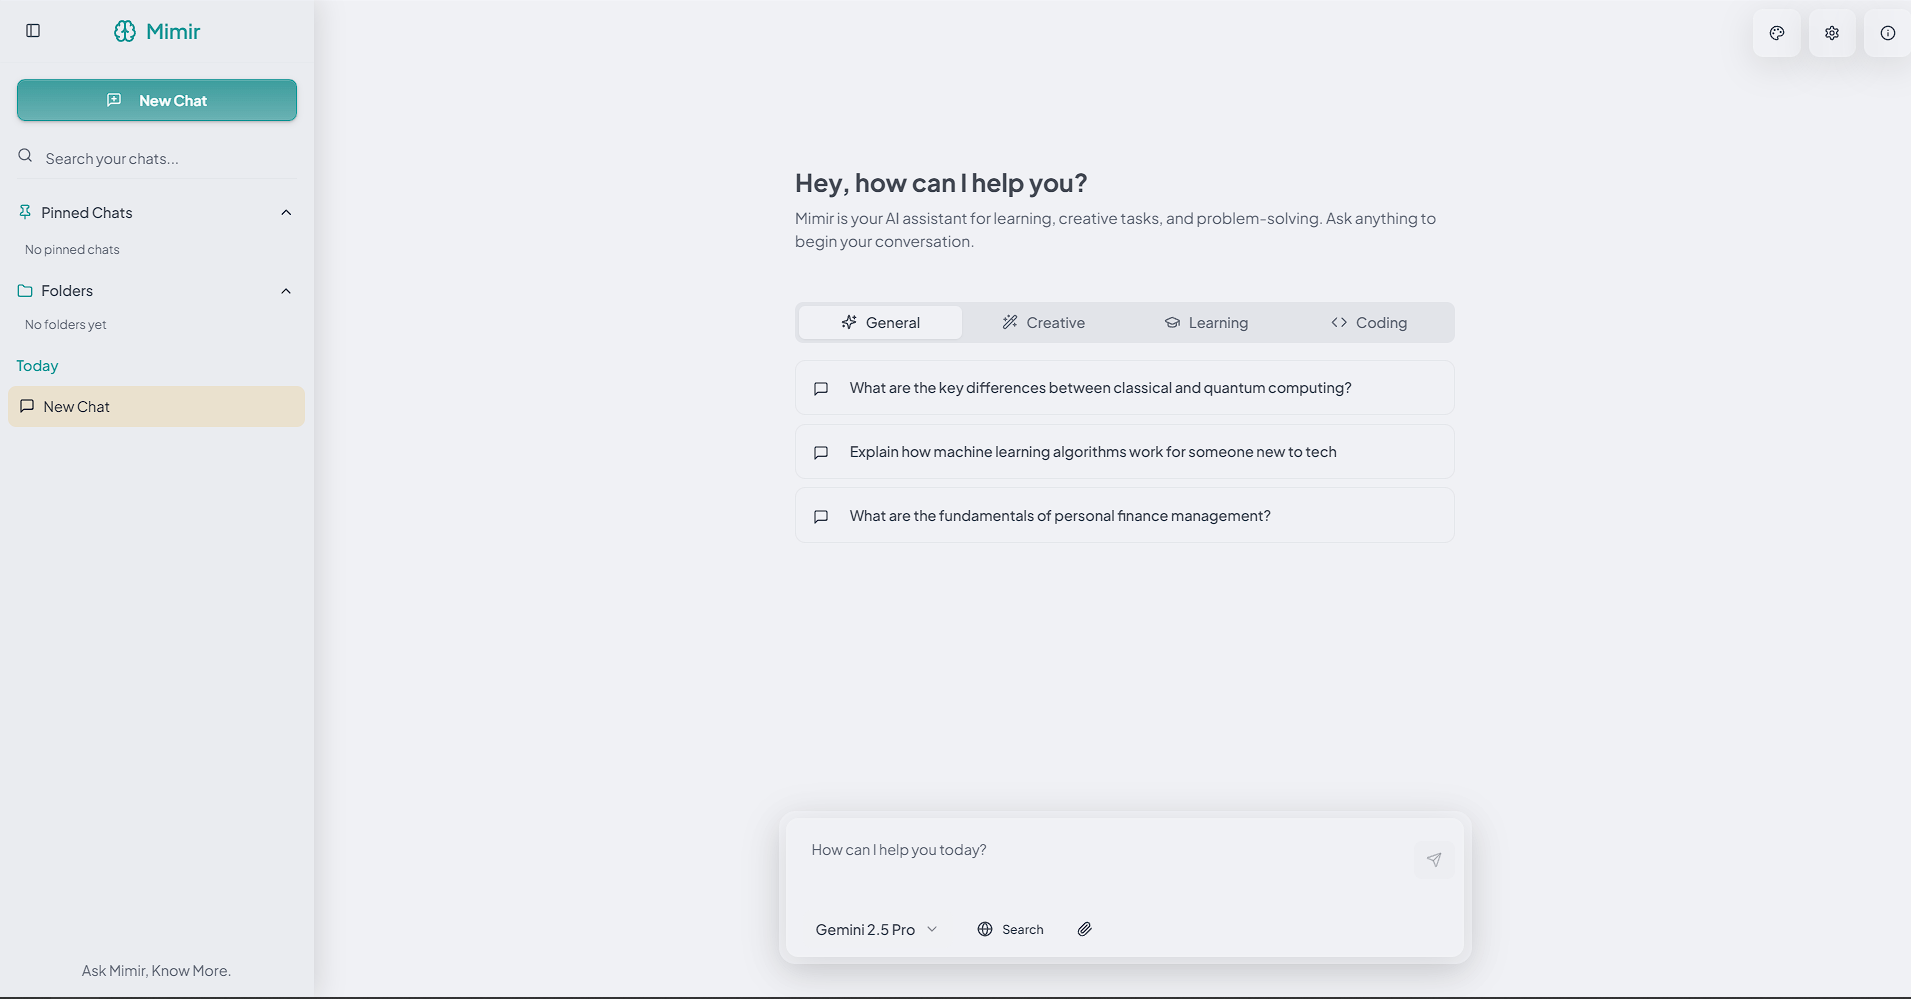 Mimir
New Chat
Search your chats...
Pinned Chats
No pinned chats
Folders
No folders yet
Today
New Chat
Ask Mimir, Know More.
Hey, how can I help you?
Mimir is your AI assistant for learning, creative tasks, and problem-solving. Ask anything to
begin your conversation.
General
Creative
Learning
Coding
What are the key differences between classical and quantum computing?
Explain how machine learning algorithms work for someone new to tech
What are the fundamentals of personal finance management?
How can I help you today?
Gemini 2.5 Pro
Search